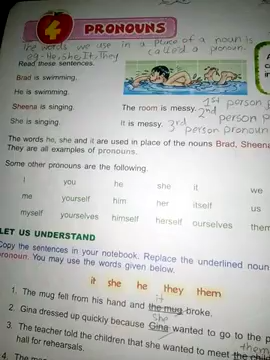 4 PRONOUNS
The words we use in a place of a noun is
called a pronoun.
eg - He, She, It, They
Read these sentences.
Brad is swimming.
He is swimming.
Sheena is singing. The room is messy. 1st person
She is singing. It is messy. 2nd person
3rd person pronoun
The words he, she and it are used in place of the nouns Brad, Sheena
They are all examples of pronouns.
Some other pronouns are the following.
I you he she it we
me yourself him her itself us
myself yourselves himself herself ourselves them
LET US UNDERSTAND
Copy the sentences in your notebook. Replace the underlined noun
pronoun. You may use the words given below.
it she he they them
it
1. The mug fell from his hand and the mug broke.
she
2. Gina dressed up quickly because Gina wanted to go to the p
3. The teacher told the children that she wanted to meet the child
them
hall for rehearsals.
4. The